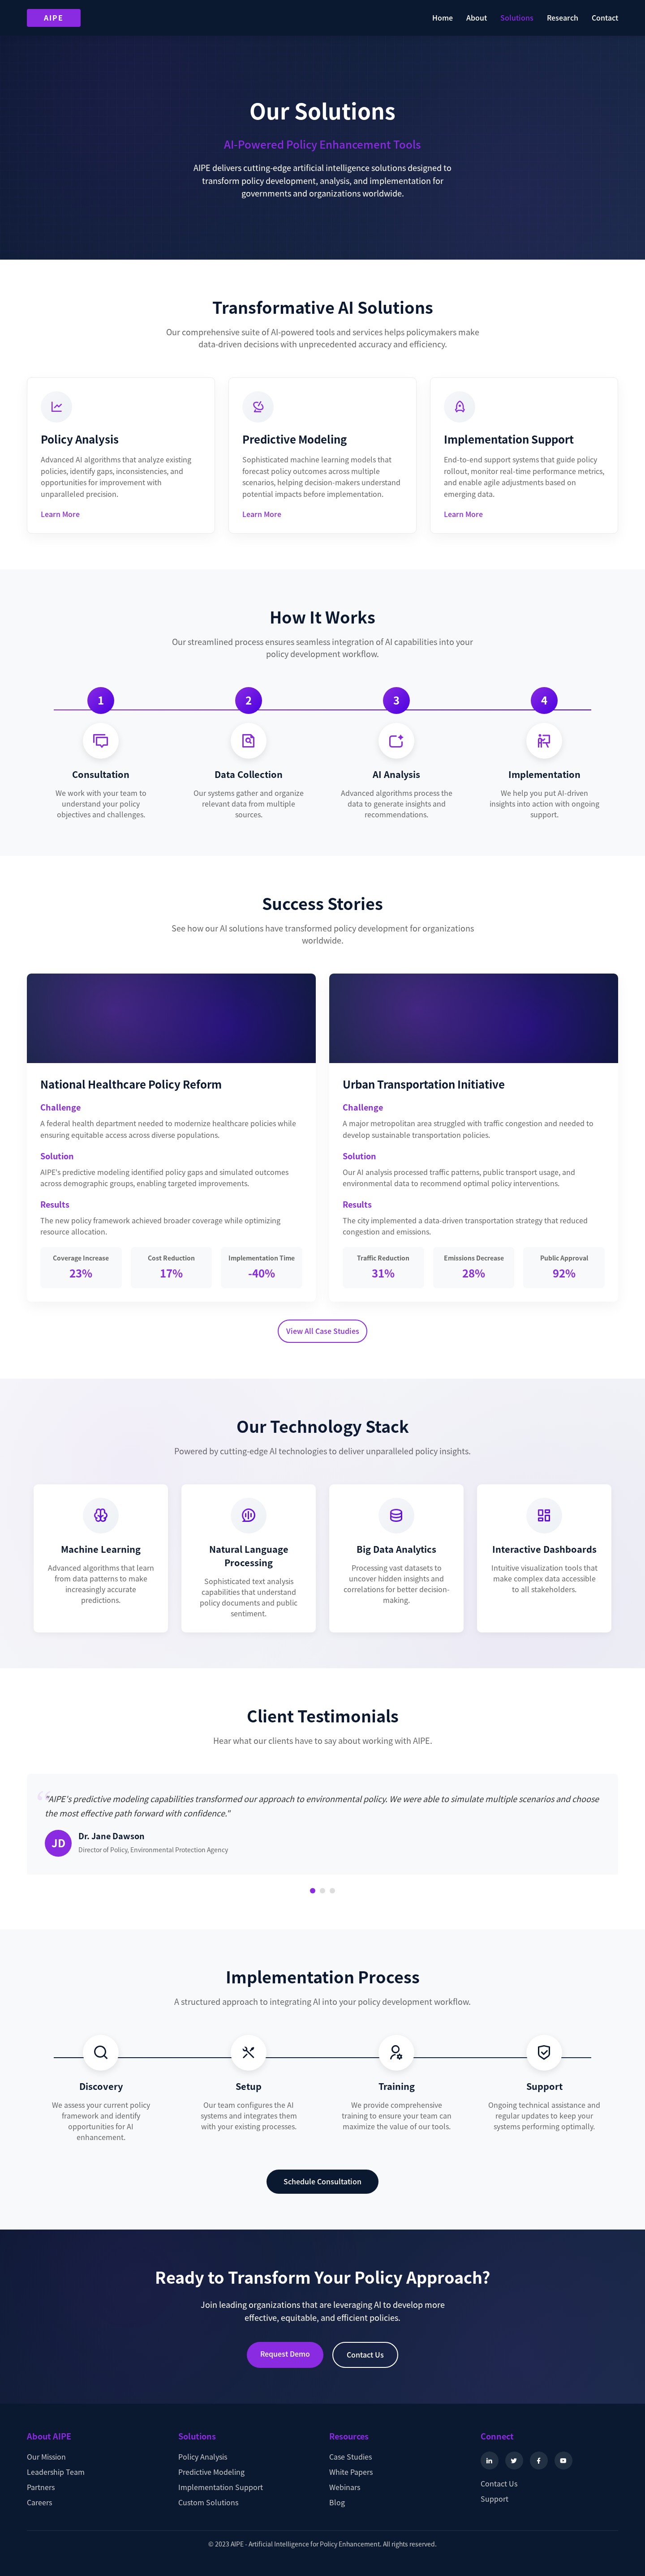 AIPE
Home About Solutions Research Contact
Our Solutions
AI-Powered Policy Enhancement Tools
AIPE delivers cutting-edge artificial intelligence solutions designed to
transform policy development, analysis, and implementation for
governments and organizations worldwide.
Transformative AI Solutions
Our comprehensive suite of AI-powered tools and services helps policymakers make
data-driven decisions with unprecedented accuracy and efficiency.
Policy Analysis
Advanced AI algorithms that analyze existing
policies, identify gaps, inconsistencies, and
opportunities for improvement with
unparalleled precision.
Learn More
Predictive Modeling
Sophisticated machine learning models that
forecast policy outcomes across multiple
scenarios, helping decision-makers understand
potential impacts before implementation.
Learn More
Implementation Support
End-to-end support systems that guide policy
rollout, monitor real-time performance metrics,
and enable agile adjustments based on
emerging data.
Learn More
How It Works
Our streamlined process ensures seamless integration of AI capabilities into your
policy development workflow.
1
Consultation
We work with your team to
understand your policy
objectives and challenges.
2
Data Collection
Our systems gather and organize
relevant data from multiple
sources.
3
AI Analysis
Advanced algorithms process the
data to generate insights and
recommendations.
4
Implementation
We help you put AI-driven
insights into action with ongoing
support.
Success Stories
See how our AI solutions have transformed policy development for organizations
worldwide.
National Healthcare Policy Reform
Challenge
A federal health department needed to modernize healthcare policies while
ensuring equitable access across diverse populations.
Solution
AIPE's predictive modeling identified policy gaps and simulated outcomes
across demographic groups, enabling targeted improvements.
Results
The new policy framework achieved broader coverage while optimizing
resource allocation.
Coverage Increase
23%
Cost Reduction
17%
Implementation Time
-40%
Urban Transportation Initiative
Challenge
A major metropolitan area struggled with traffic congestion and needed to
develop sustainable transportation policies.
Solution
Our AI analysis processed traffic patterns, public transport usage, and
environmental data to recommend optimal policy interventions.
Results
The city implemented a data-driven transportation strategy that reduced
congestion and emissions.
Traffic Reduction
31%
Emissions Decrease
28%
Public Approval
92%
View All Case Studies
Our Technology Stack
Powered by cutting-edge AI technologies to deliver unparalleled policy insights.
Machine Learning
Advanced algorithms that learn
from data patterns to make
increasingly accurate
predictions.
Natural Language
Processing
Sophisticated text analysis
capabilities that understand
policy documents and public
sentiment.
Big Data Analytics
Processing vast datasets to
uncover hidden insights and
correlations for better decision-
making.
Interactive Dashboards
Intuitive visualization tools that
make complex data accessible
to all stakeholders.
Client Testimonials
Hear what our clients have to say about working with AIPE.
"AIPE's predictive modeling capabilities transformed our approach to environmental policy. We were able to simulate multiple scenarios and choose
the most effective path forward with confidence."
JD
Dr. Jane Dawson
Director of Policy, Environmental Protection Agency
Implementation Process
A structured approach to integrating AI into your policy development workflow.
Discovery
We assess your current policy
framework and identify
opportunities for AI
enhancement.
Setup
Our team configures the AI
systems and integrates them
with your existing processes.
Training
We provide comprehensive
training to ensure your team can
maximize the value of our tools.
Support
Ongoing technical assistance and
regular updates to keep your
systems performing optimally.
Schedule Consultation
Ready to Transform Your Policy Approach?
Join leading organizations that are leveraging AI to develop more
effective, equitable, and efficient policies.
Request Demo
Contact Us
About AIPE
Our Mission
Leadership Team
Partners
Careers
Solutions
Policy Analysis
Predictive Modeling
Implementation Support
Custom Solutions
Resources
Case Studies
White Papers
Webinars
Blog
Connect
Contact Us
Support
© 2023 AIPE - Artificial Intelligence for Policy Enhancement. All rights reserved.